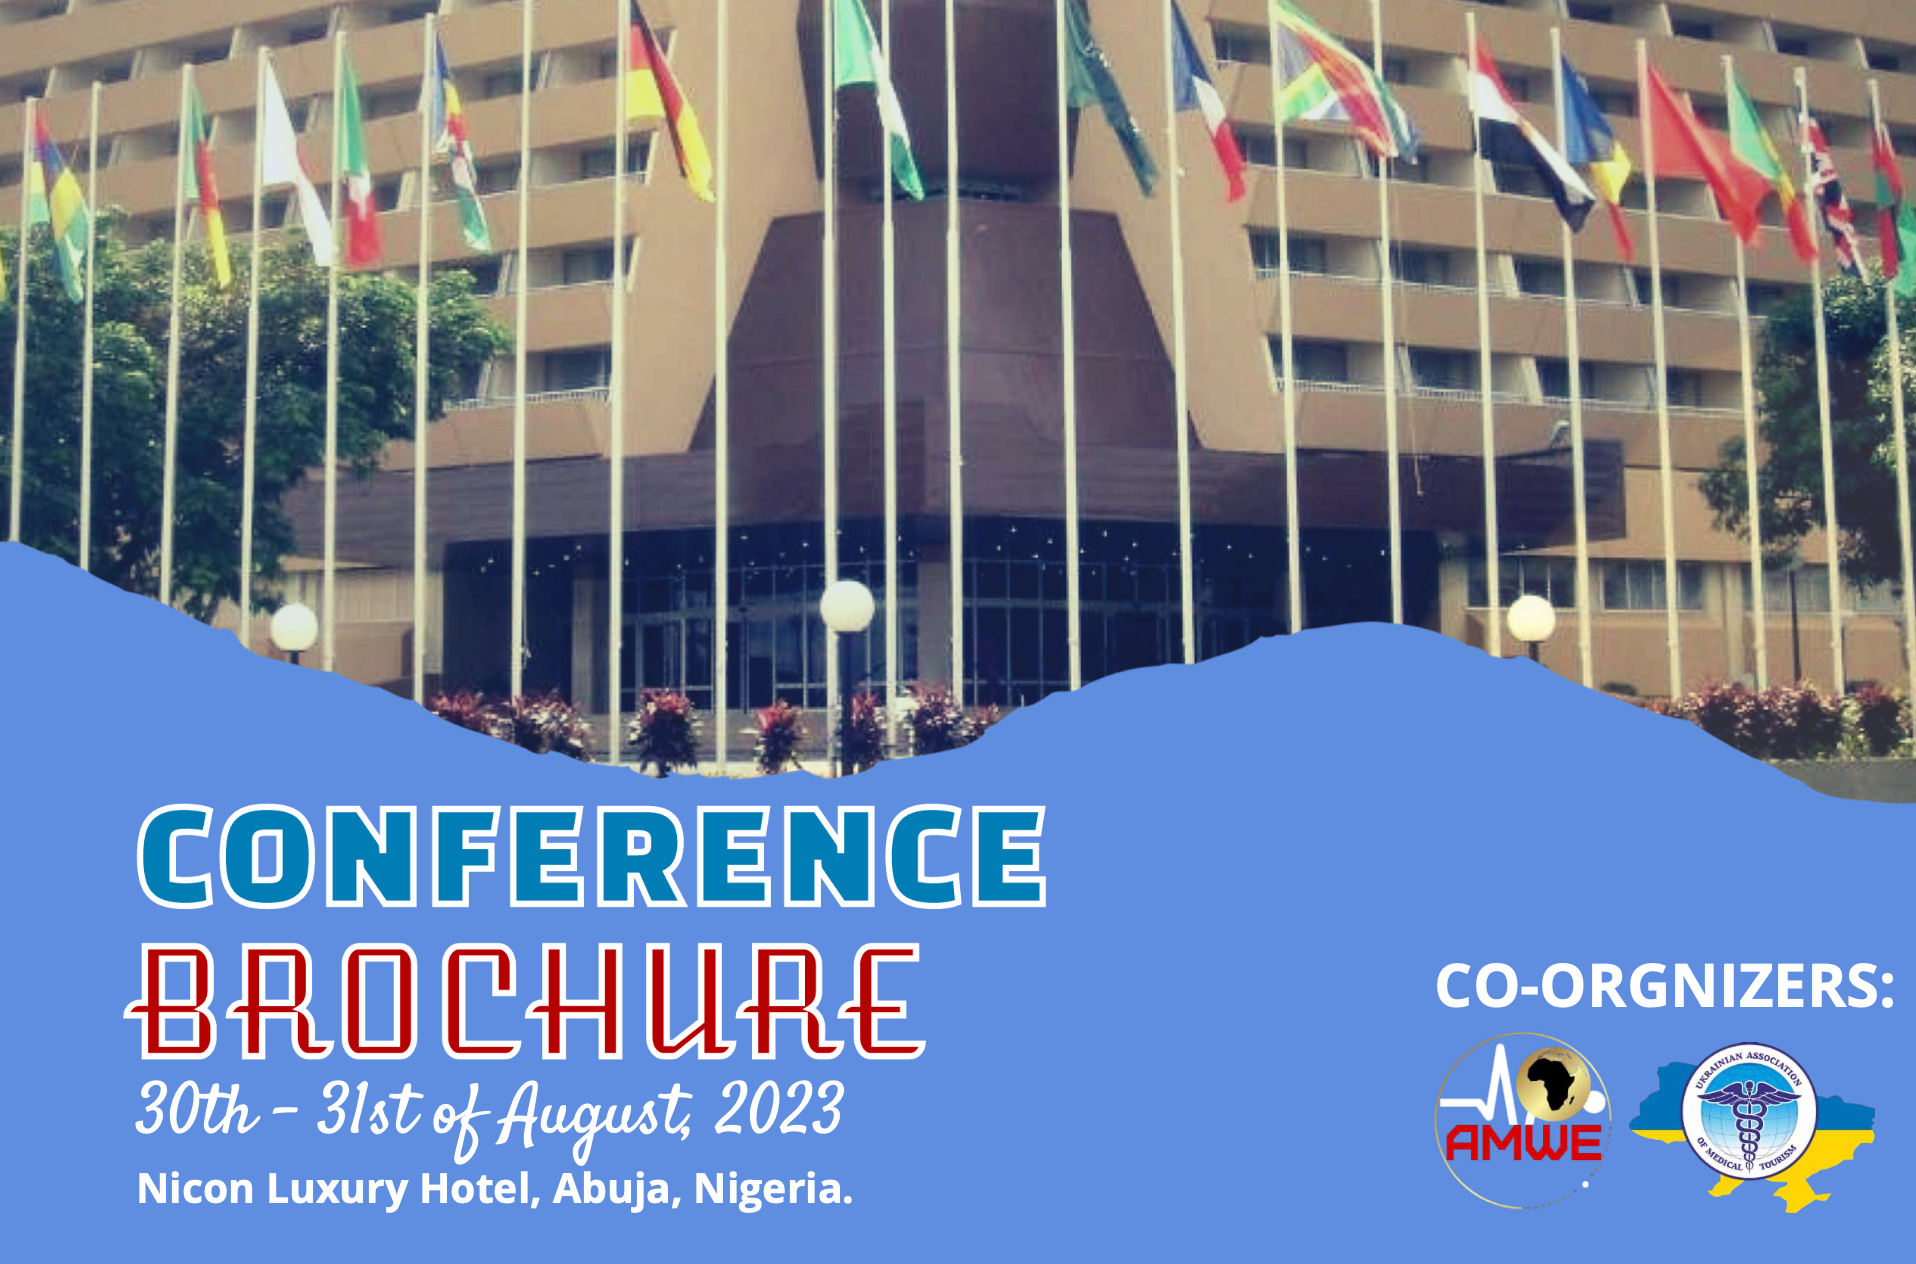 CONFERENCE
BROCHURE
30th - 31st of August, 2023
Nicon Luxury Hotel, Abuja, Nigeria.
CO-ORGNIZERS:
AMWE
UKRAINIAN ASSOCIATION
OF MEDICAL TOURISM